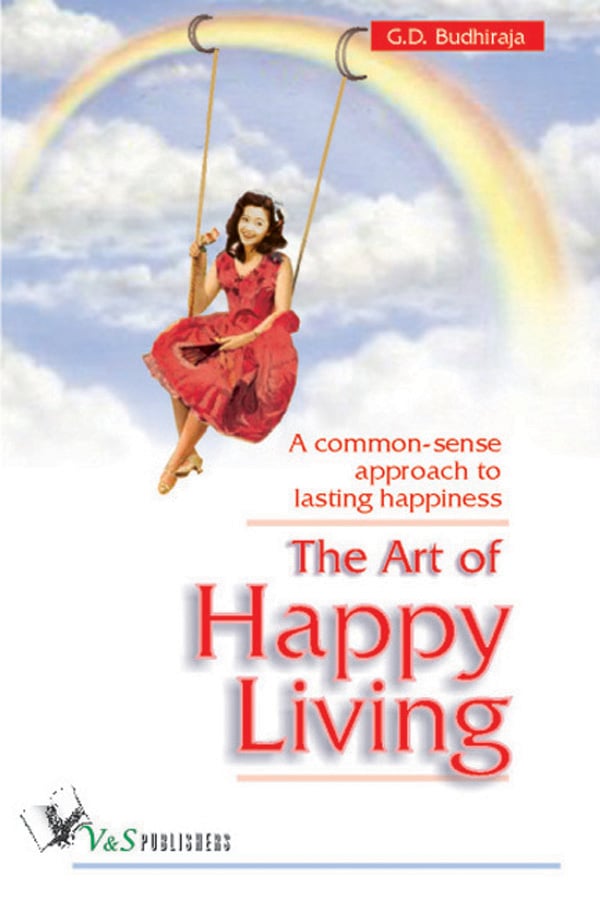 G.D. Budhiraja
A common-sense
approach to
lasting happiness
The Art of
Happy
Living
V&S PUBLISHERS